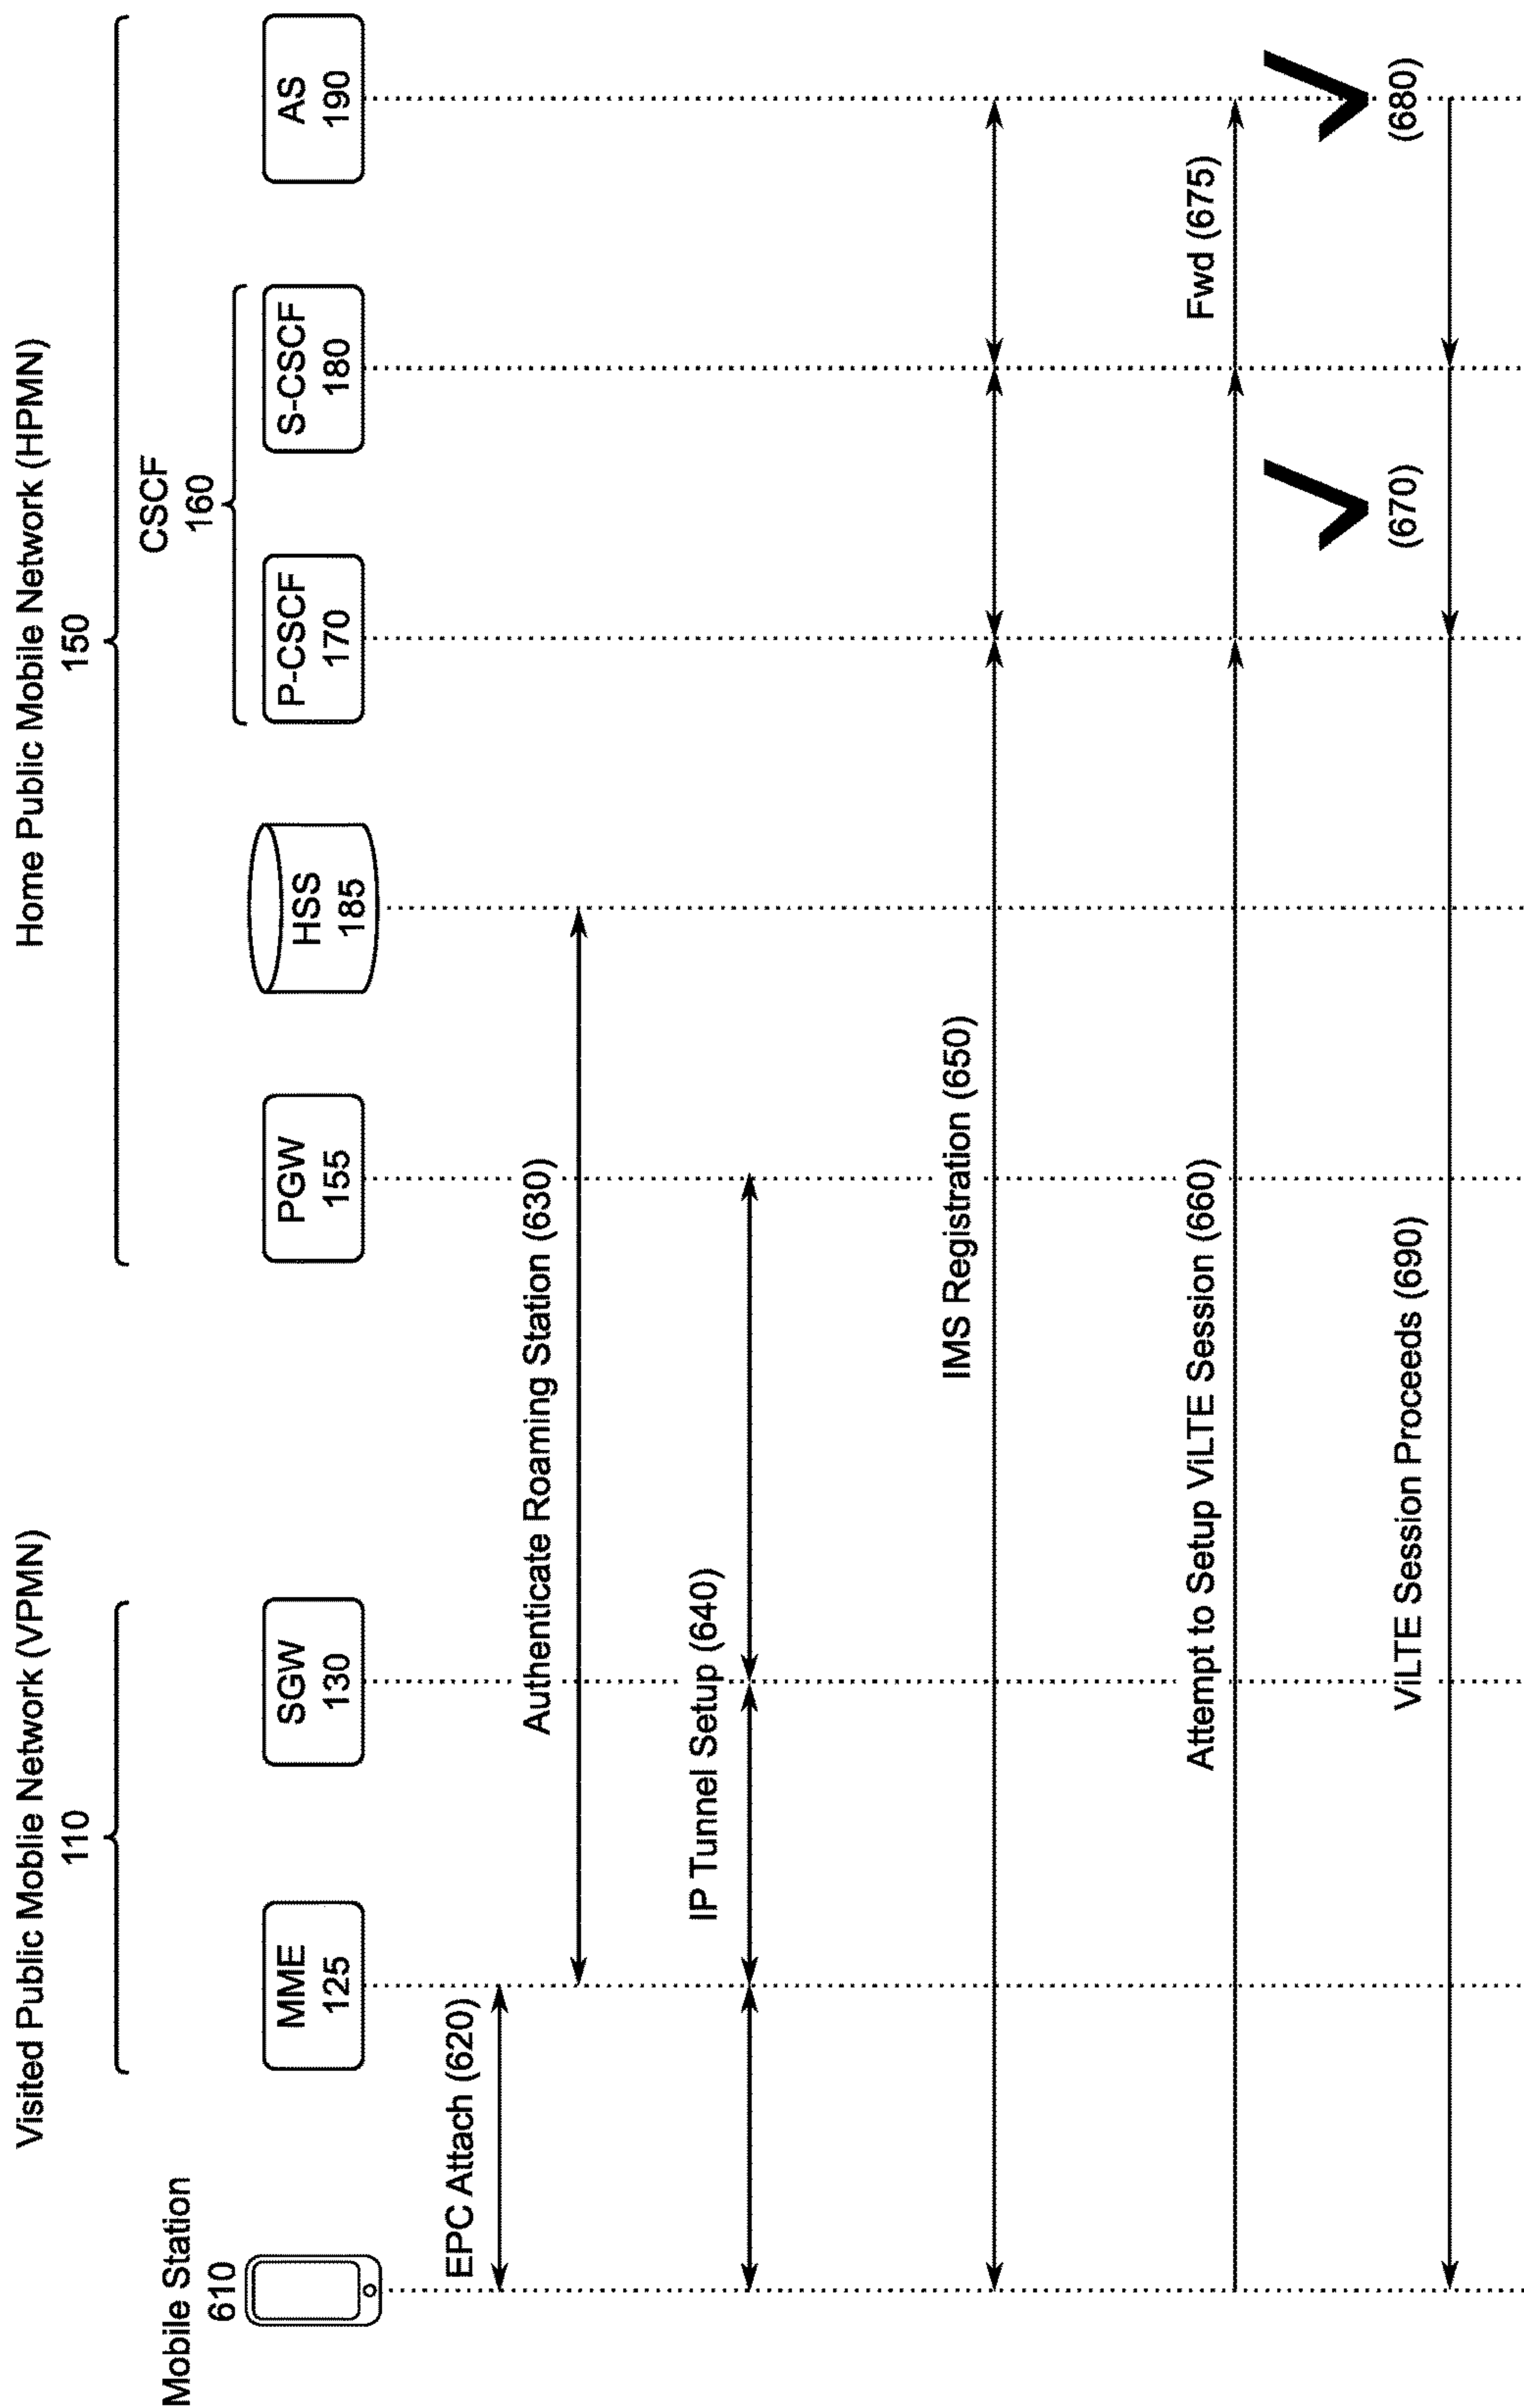 Visited Public Moblie Network (VPMN)
110
Home Public Mobile Network (HPMN)
150
CSCF
160
Mobile Station
610
MME
125
SGW
130
PGW
155
HSS
185
P-CSCF
170
S-CSCF
180
AS
190
EPC Attach (620)
Authenticate Roaming Station (630)
IP Tunnel Setup (640)
IMS Registration (650)
Attempt to Setup ViLTE Session (660)
Fwd (675)
(670)
(680)
ViLTE Session Proceeds (690)